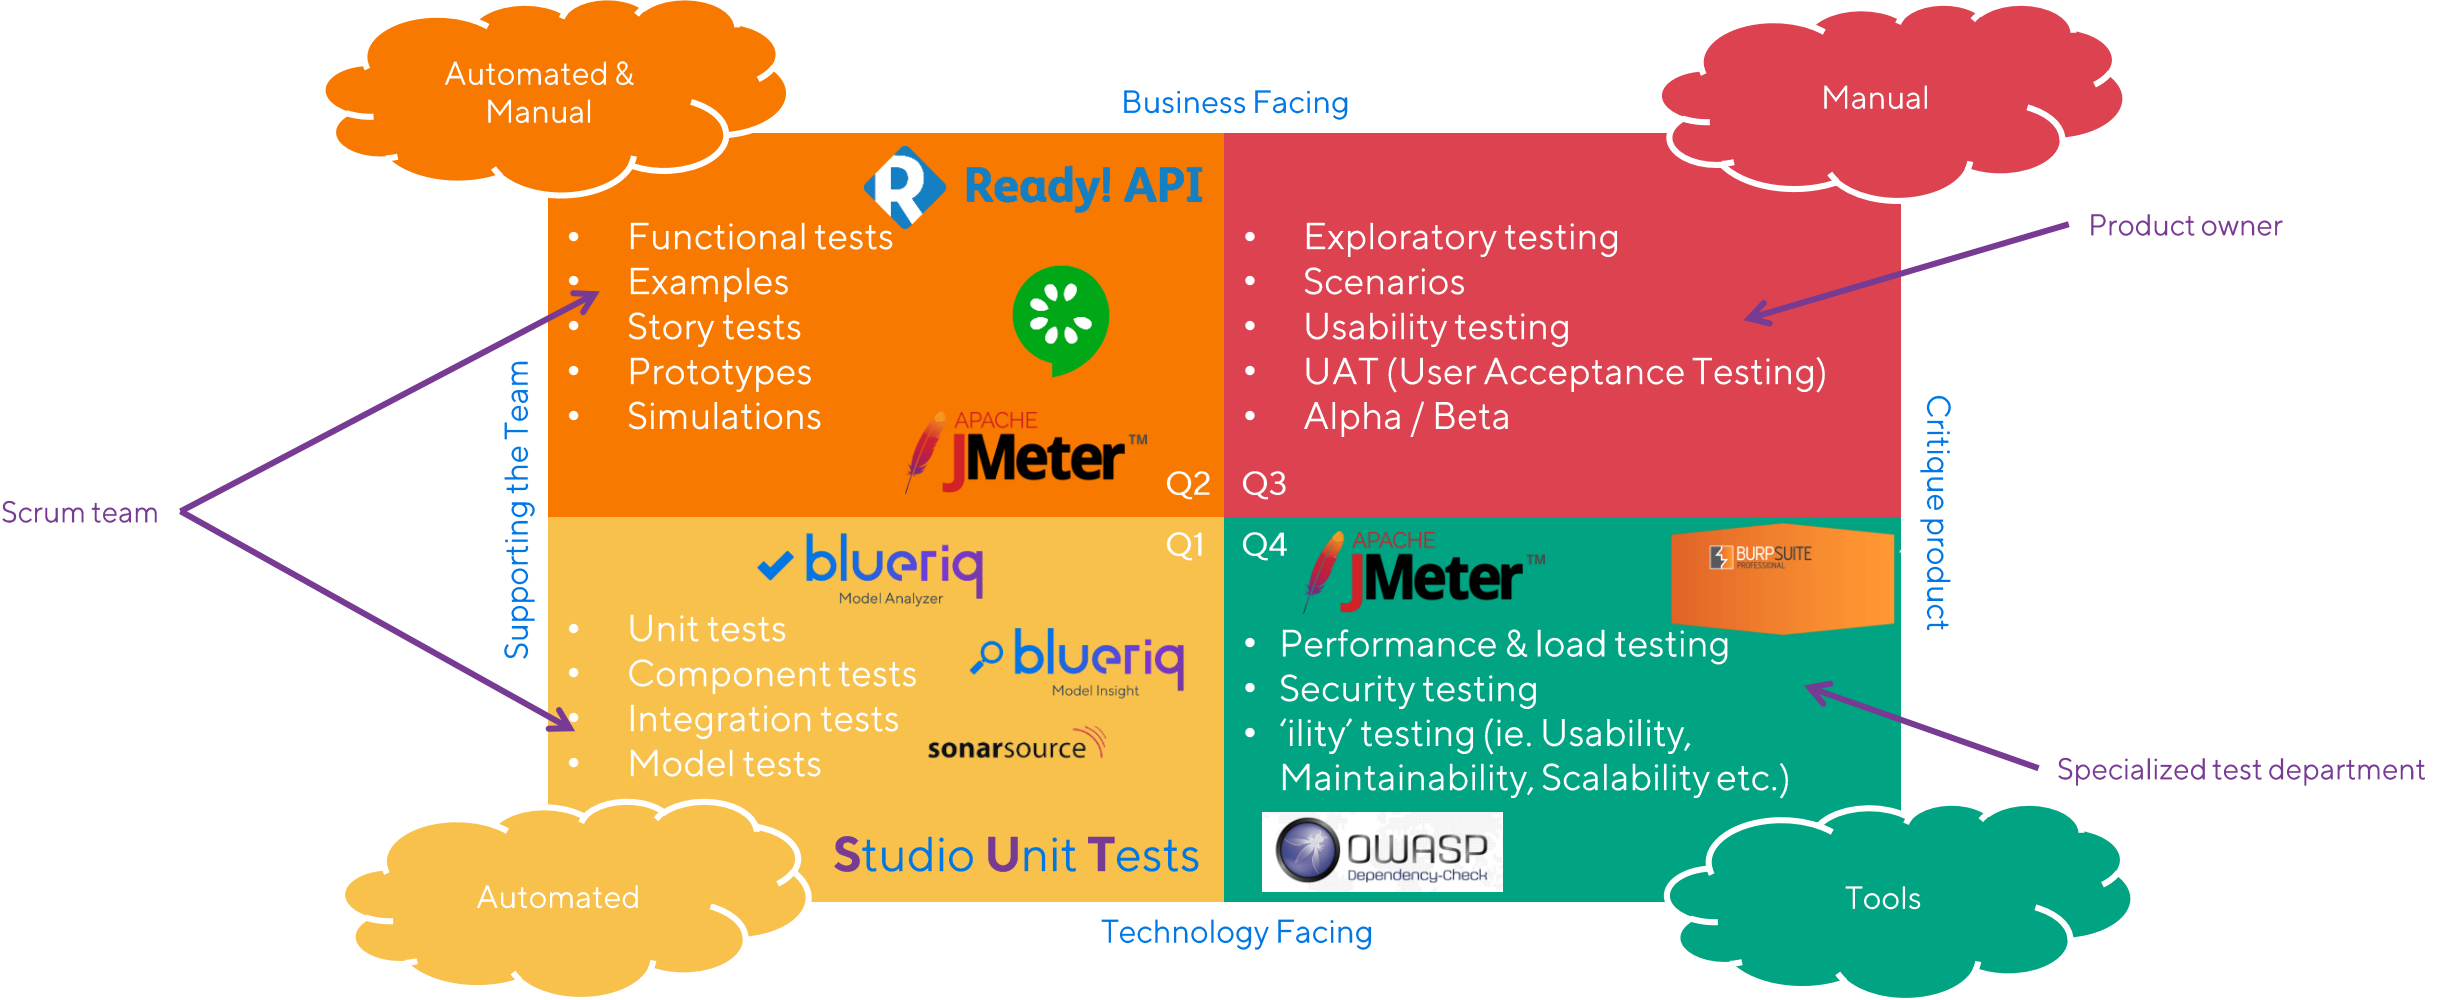 Automated &
Manual
Manual
Business Facing
R Ready! API
• Functional tests
• Examples
• Story tests
• Prototypes
• Simulations
APACHE
JMeter™
Q2
• Exploratory testing
• Scenarios
• Usability testing
• UAT (User Acceptance Testing)
• Alpha / Beta
Q3
Product owner
Supporting the Team
Critique product
Scrum team
Q1
blueriq
Model Analyzer
• Unit tests
• Component tests
• Integration tests
• Model tests
blueriq
Model Insight
sonarsource
Studio Unit Tests
Q4
APACHE
JMeter™
BURPSUITE
PROFESSIONAL
• Performance & load testing
• Security testing
• ‘ility’ testing (ie. Usability,
Maintainability, Scalability etc.)
OWASP
Dependency-Check
Specialized test department
Automated
Tools
Technology Facing